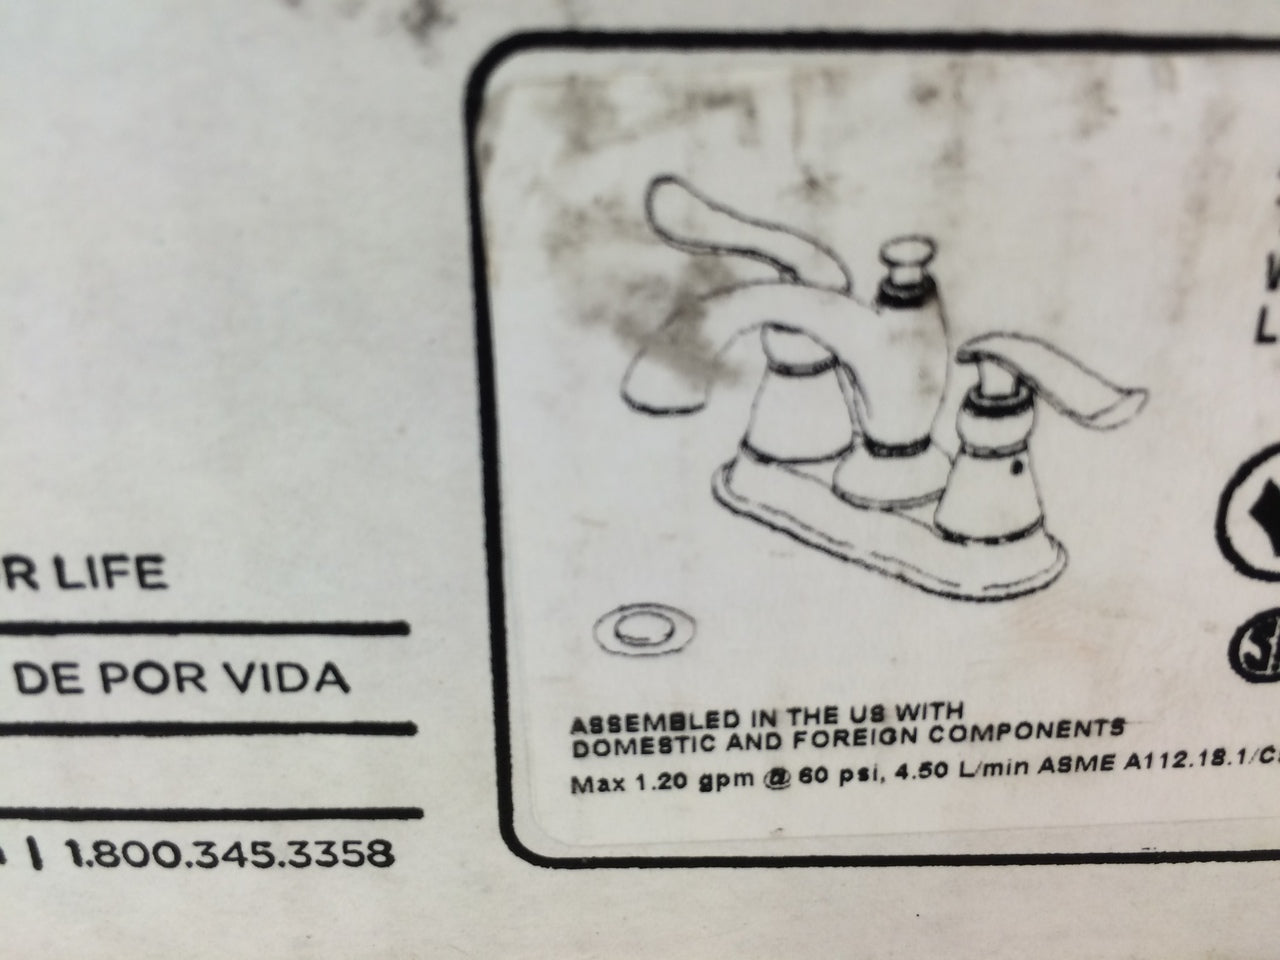 R LIFE
DE POR VIDA
| 1.800.345.3358
ASSEMBLED IN THE US WITH
DOMESTIC AND FOREIGN COMPONENTS
Max 1.20 gpm @ 60 psi, 4.50 L/min ASME A112.18.1/C
L